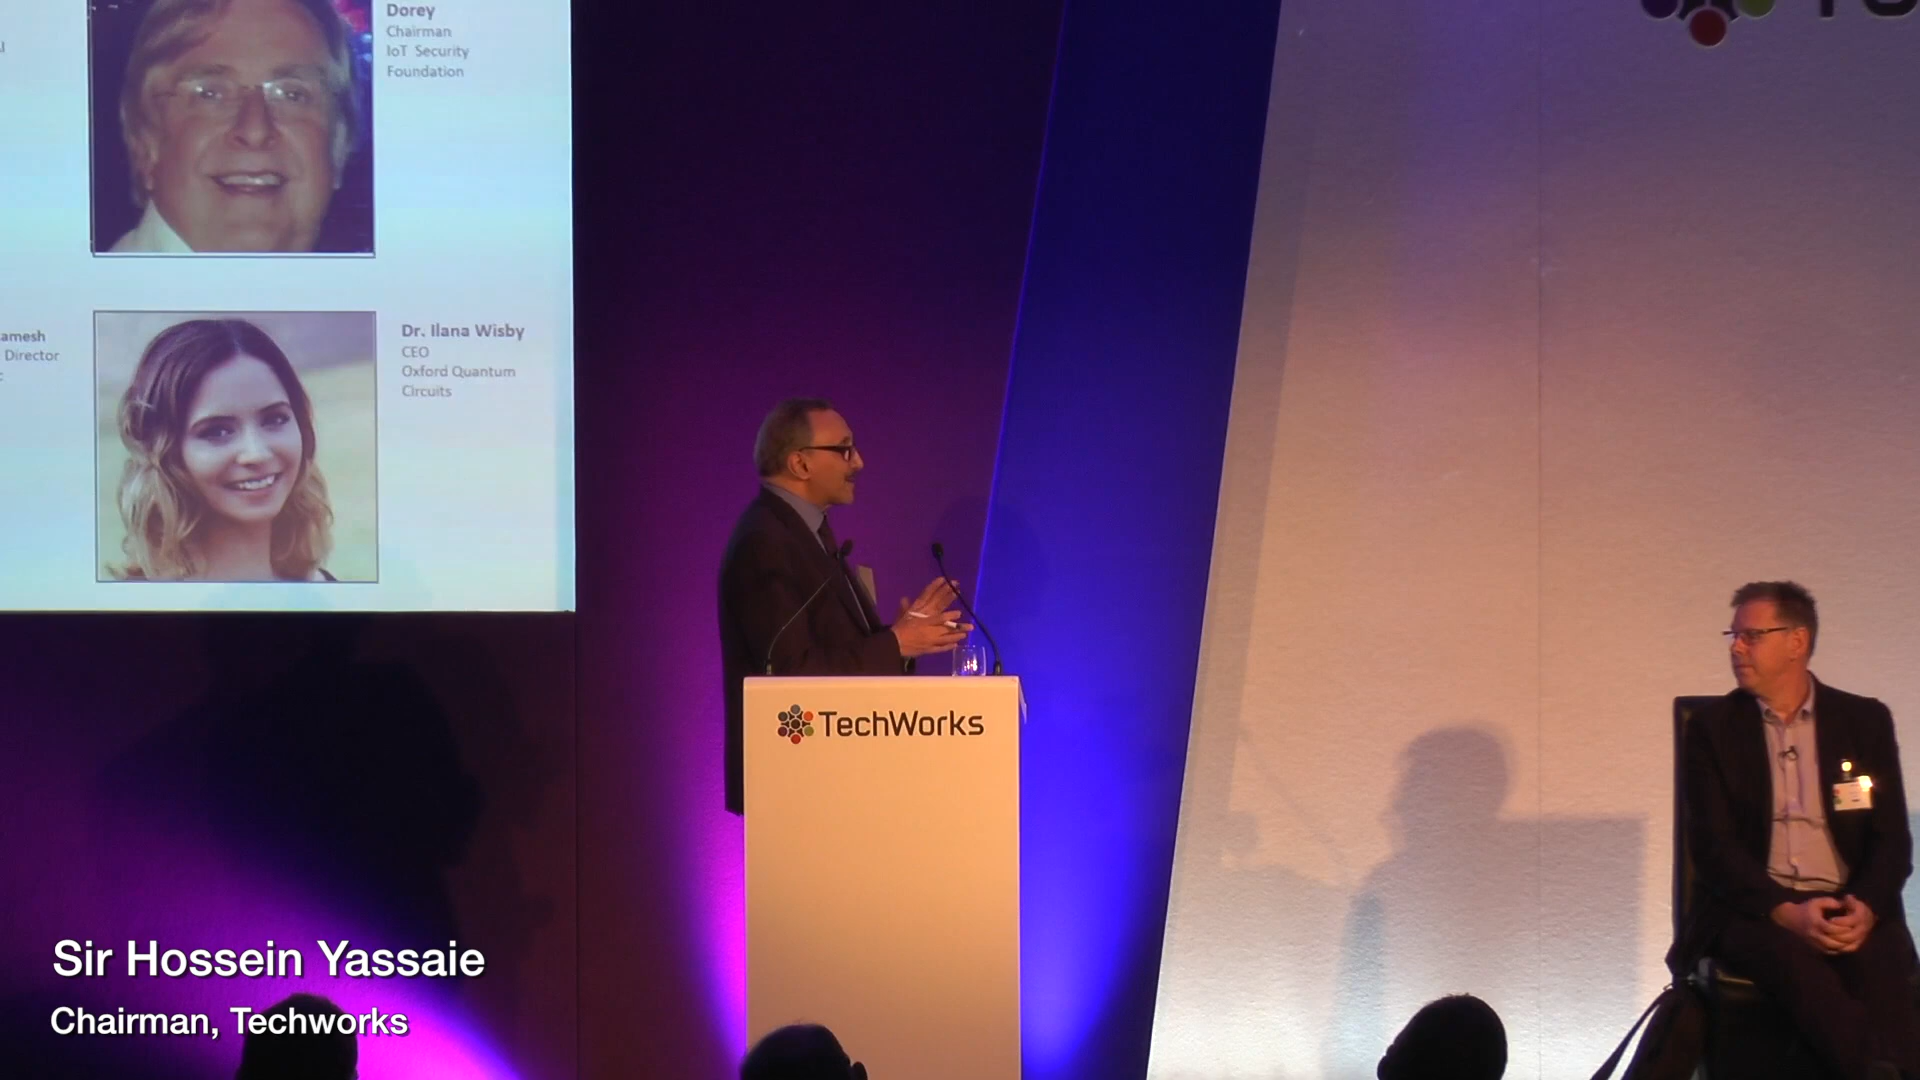 Dorey
Chairman
IoT Security
Foundation
amesh
Director
Dr. Ilana Wisby
CEO
Oxford Quantum
Circuits
TechWorks
Sir Hossein Yassaie
Chairman, Techworks